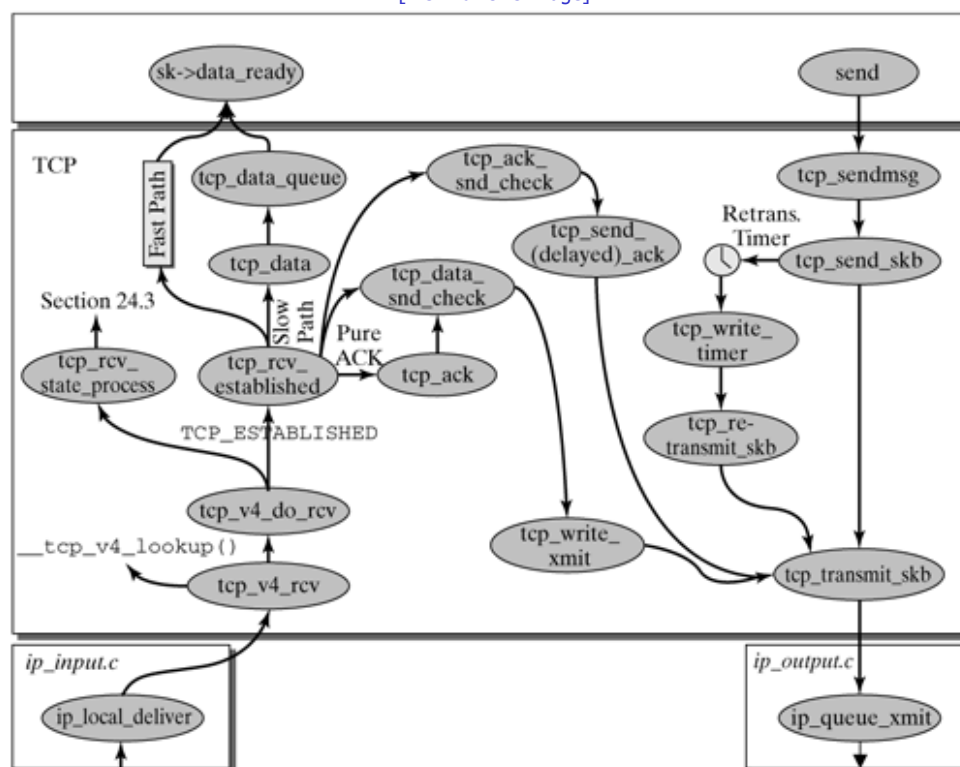 sk->data_ready
send
TCP
Fast Path
tcp_data_queue
tcp_ack_
snd_check
tcp_sendmsg
tcp_data
tcp_send_
(delayed)_ack
Retrans.
Timer
tcp_send_skb
Section 24.3
Slow
Path
tcp_data_
snd_check
tcp_write_
timer
Pure
ACK
tcp_rcv_
state_process
tcp_rcv_
established
tcp_ack
TCP_ESTABLISHED
tcp_re-
transmit_skb
tcp_v4_do_rcv
__tcp_v4_lookup()
tcp_write_
xmit
tcp_v4_rcv
tcp_transmit_skb
ip_input.c
ip_output.c
ip_local_deliver
ip_queue_xmit